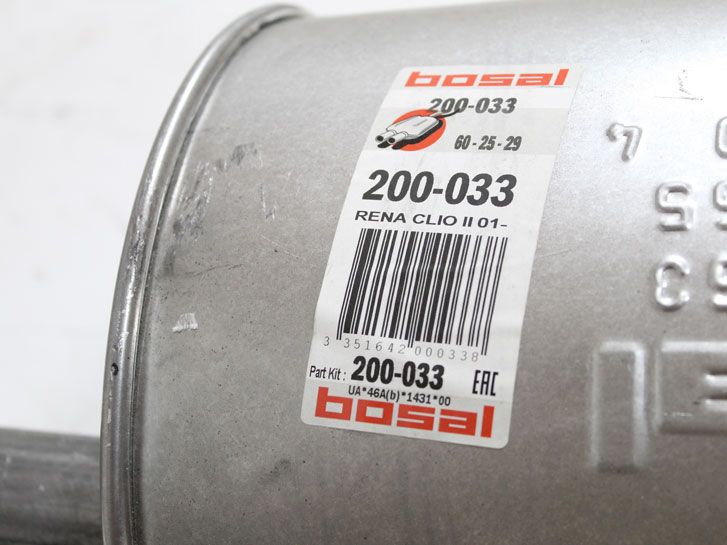 bosal
200-033
60-25-29
200-033
RENA CLIO II 01-
3 351642 000338
Part Kit : 200-033 EAC
UA*46A(b)*1431*00
bosal